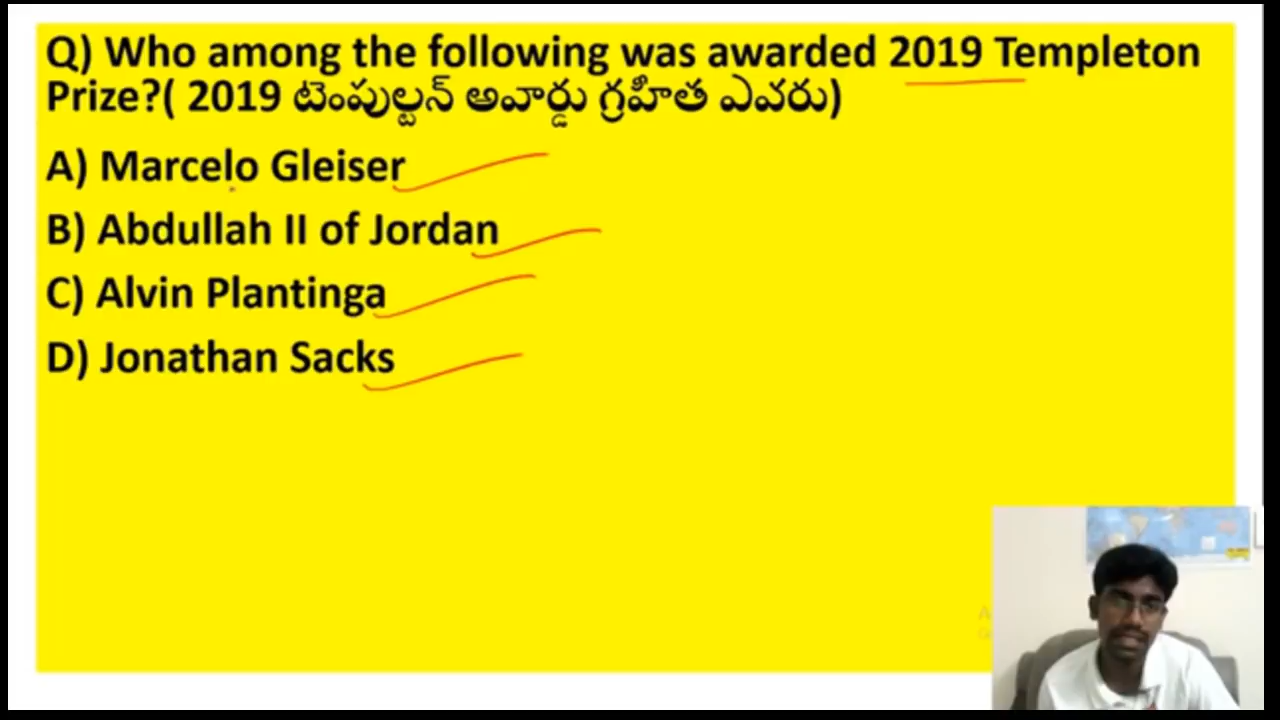 Q) Who among the following was awarded 2019 Templeton
Prize?( 2019 టెంపుల్టన్ అవార్డు గ్రహిత ఎవరు)
A) Marcelo Gleiser
B) Abdullah II of Jordan
C) Alvin Plantinga
D) Jonathan Sacks